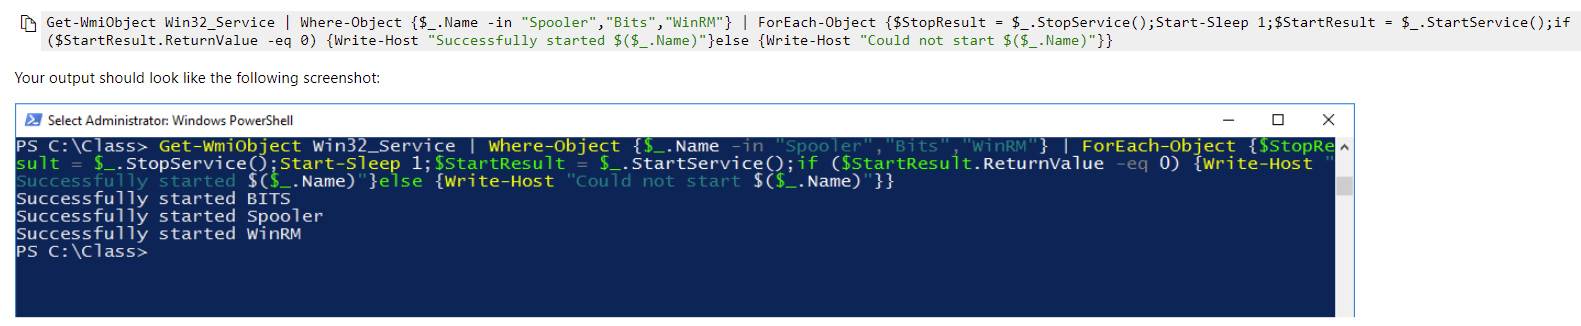 Get-WmiObject Win32_Service | Where-Object {$_.Name -in "Spooler","Bits","WinRM"} | ForEach-Object {$StopResult = $_.StopService();Start-Sleep 1;$StartResult = $_.StartService();if
($StartResult.ReturnValue -eq 0) {Write-Host "Successfully started $($_.Name)"}else {Write-Host "Could not start $($_.Name)"}}
Your output should look like the following screenshot:
Select Administrator: Windows PowerShell
PS C:\Class> Get-WmiObject Win32_Service | Where-Object {$_.Name -in "Spooler","Bits","WinRM"} | ForEach-Object {$StopRe
sult = $_.StopService();Start-Sleep 1;$StartResult = $_.StartService();if ($StartResult.ReturnValue -eq 0) {Write-Host "
Successfully started $($_.Name)"}else {Write-Host "Could not start $($_.Name)"}}
Successfully started BITS
Successfully started Spooler
Successfully started WinRM
PS C:\Class>